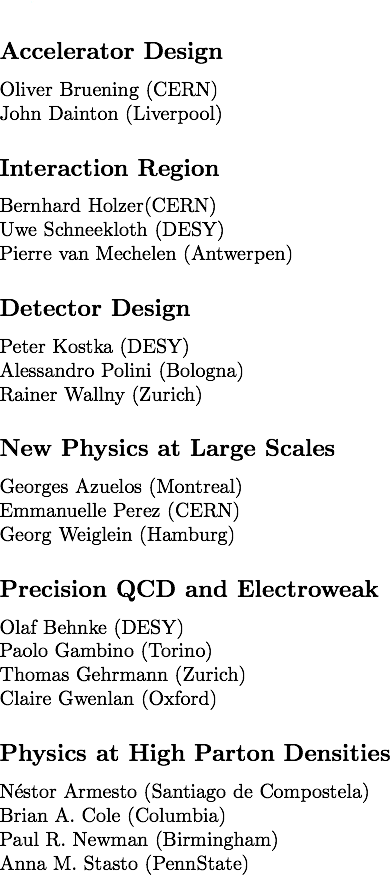 Accelerator Design
Oliver Bruening (CERN)
John Dainton (Liverpool)
Interaction Region
Bernhard Holzer(CERN)
Uwe Schneekloth (DESY)
Pierre van Mechelen (Antwerpen)
Detector Design
Peter Kostka (DESY)
Alessandro Polini (Bologna)
Rainer Wallny (Zurich)
New Physics at Large Scales
Georges Azuelos (Montreal)
Emmanuelle Perez (CERN)
Georg Weiglein (Hamburg)
Precision QCD and Electroweak
Olaf Behnke (DESY)
Paolo Gambino (Torino)
Thomas Gehrmann (Zurich)
Claire Gwenlan (Oxford)
Physics at High Parton Densities
Néstor Armesto (Santiago de Compostela)
Brian A. Cole (Columbia)
Paul R. Newman (Birmingham)
Anna M. Stasto (PennState)